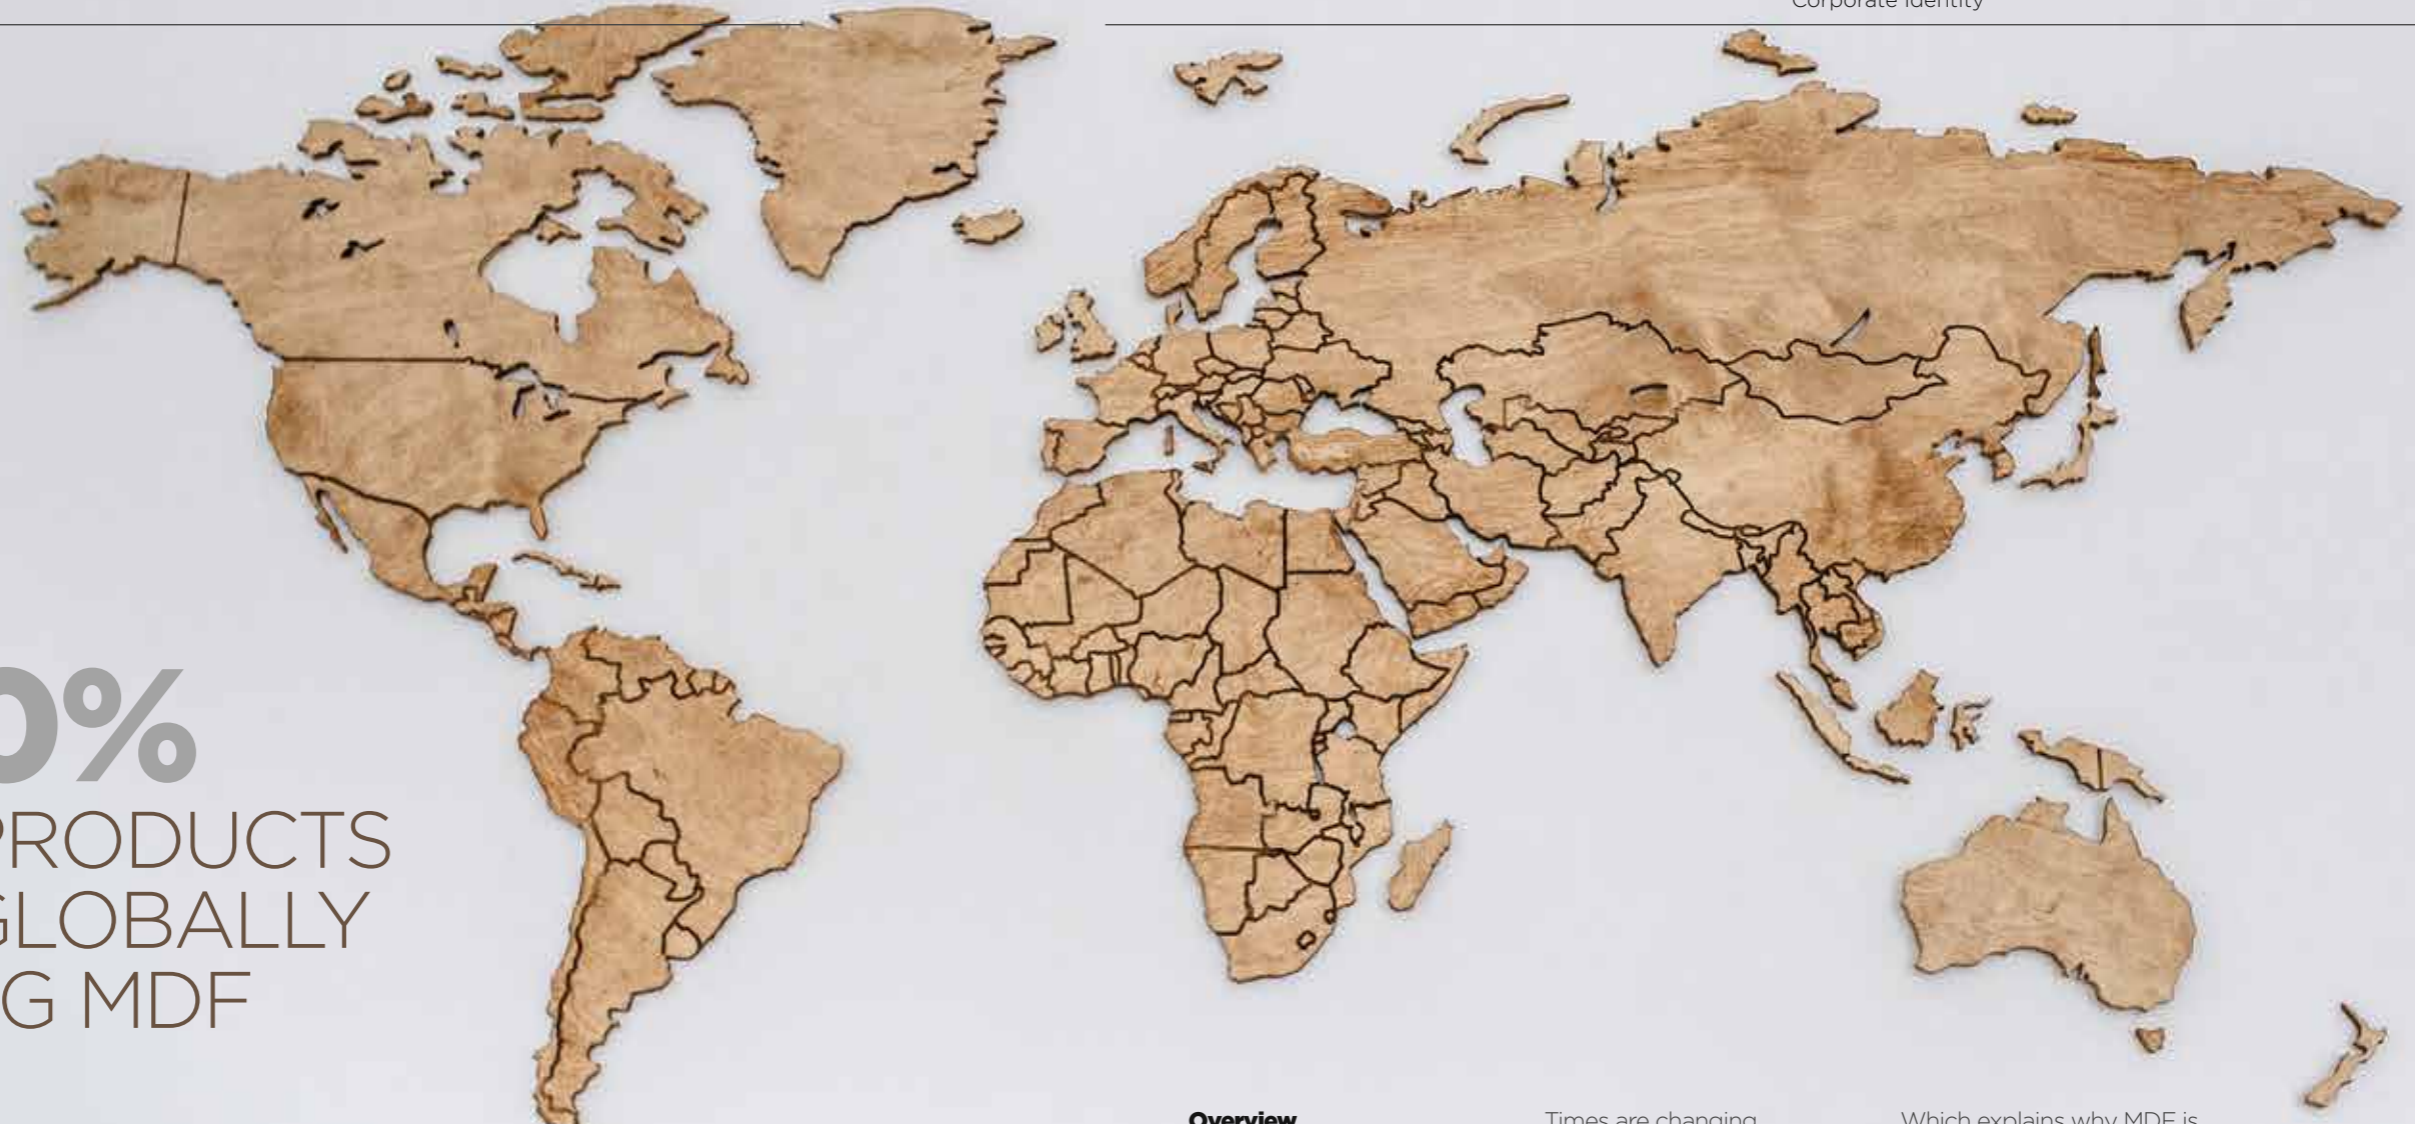 Corporate Identity
0%
PRODUCTS
GLOBALLY
G MDF
Overview
Times are changing
Which explains why MDF is